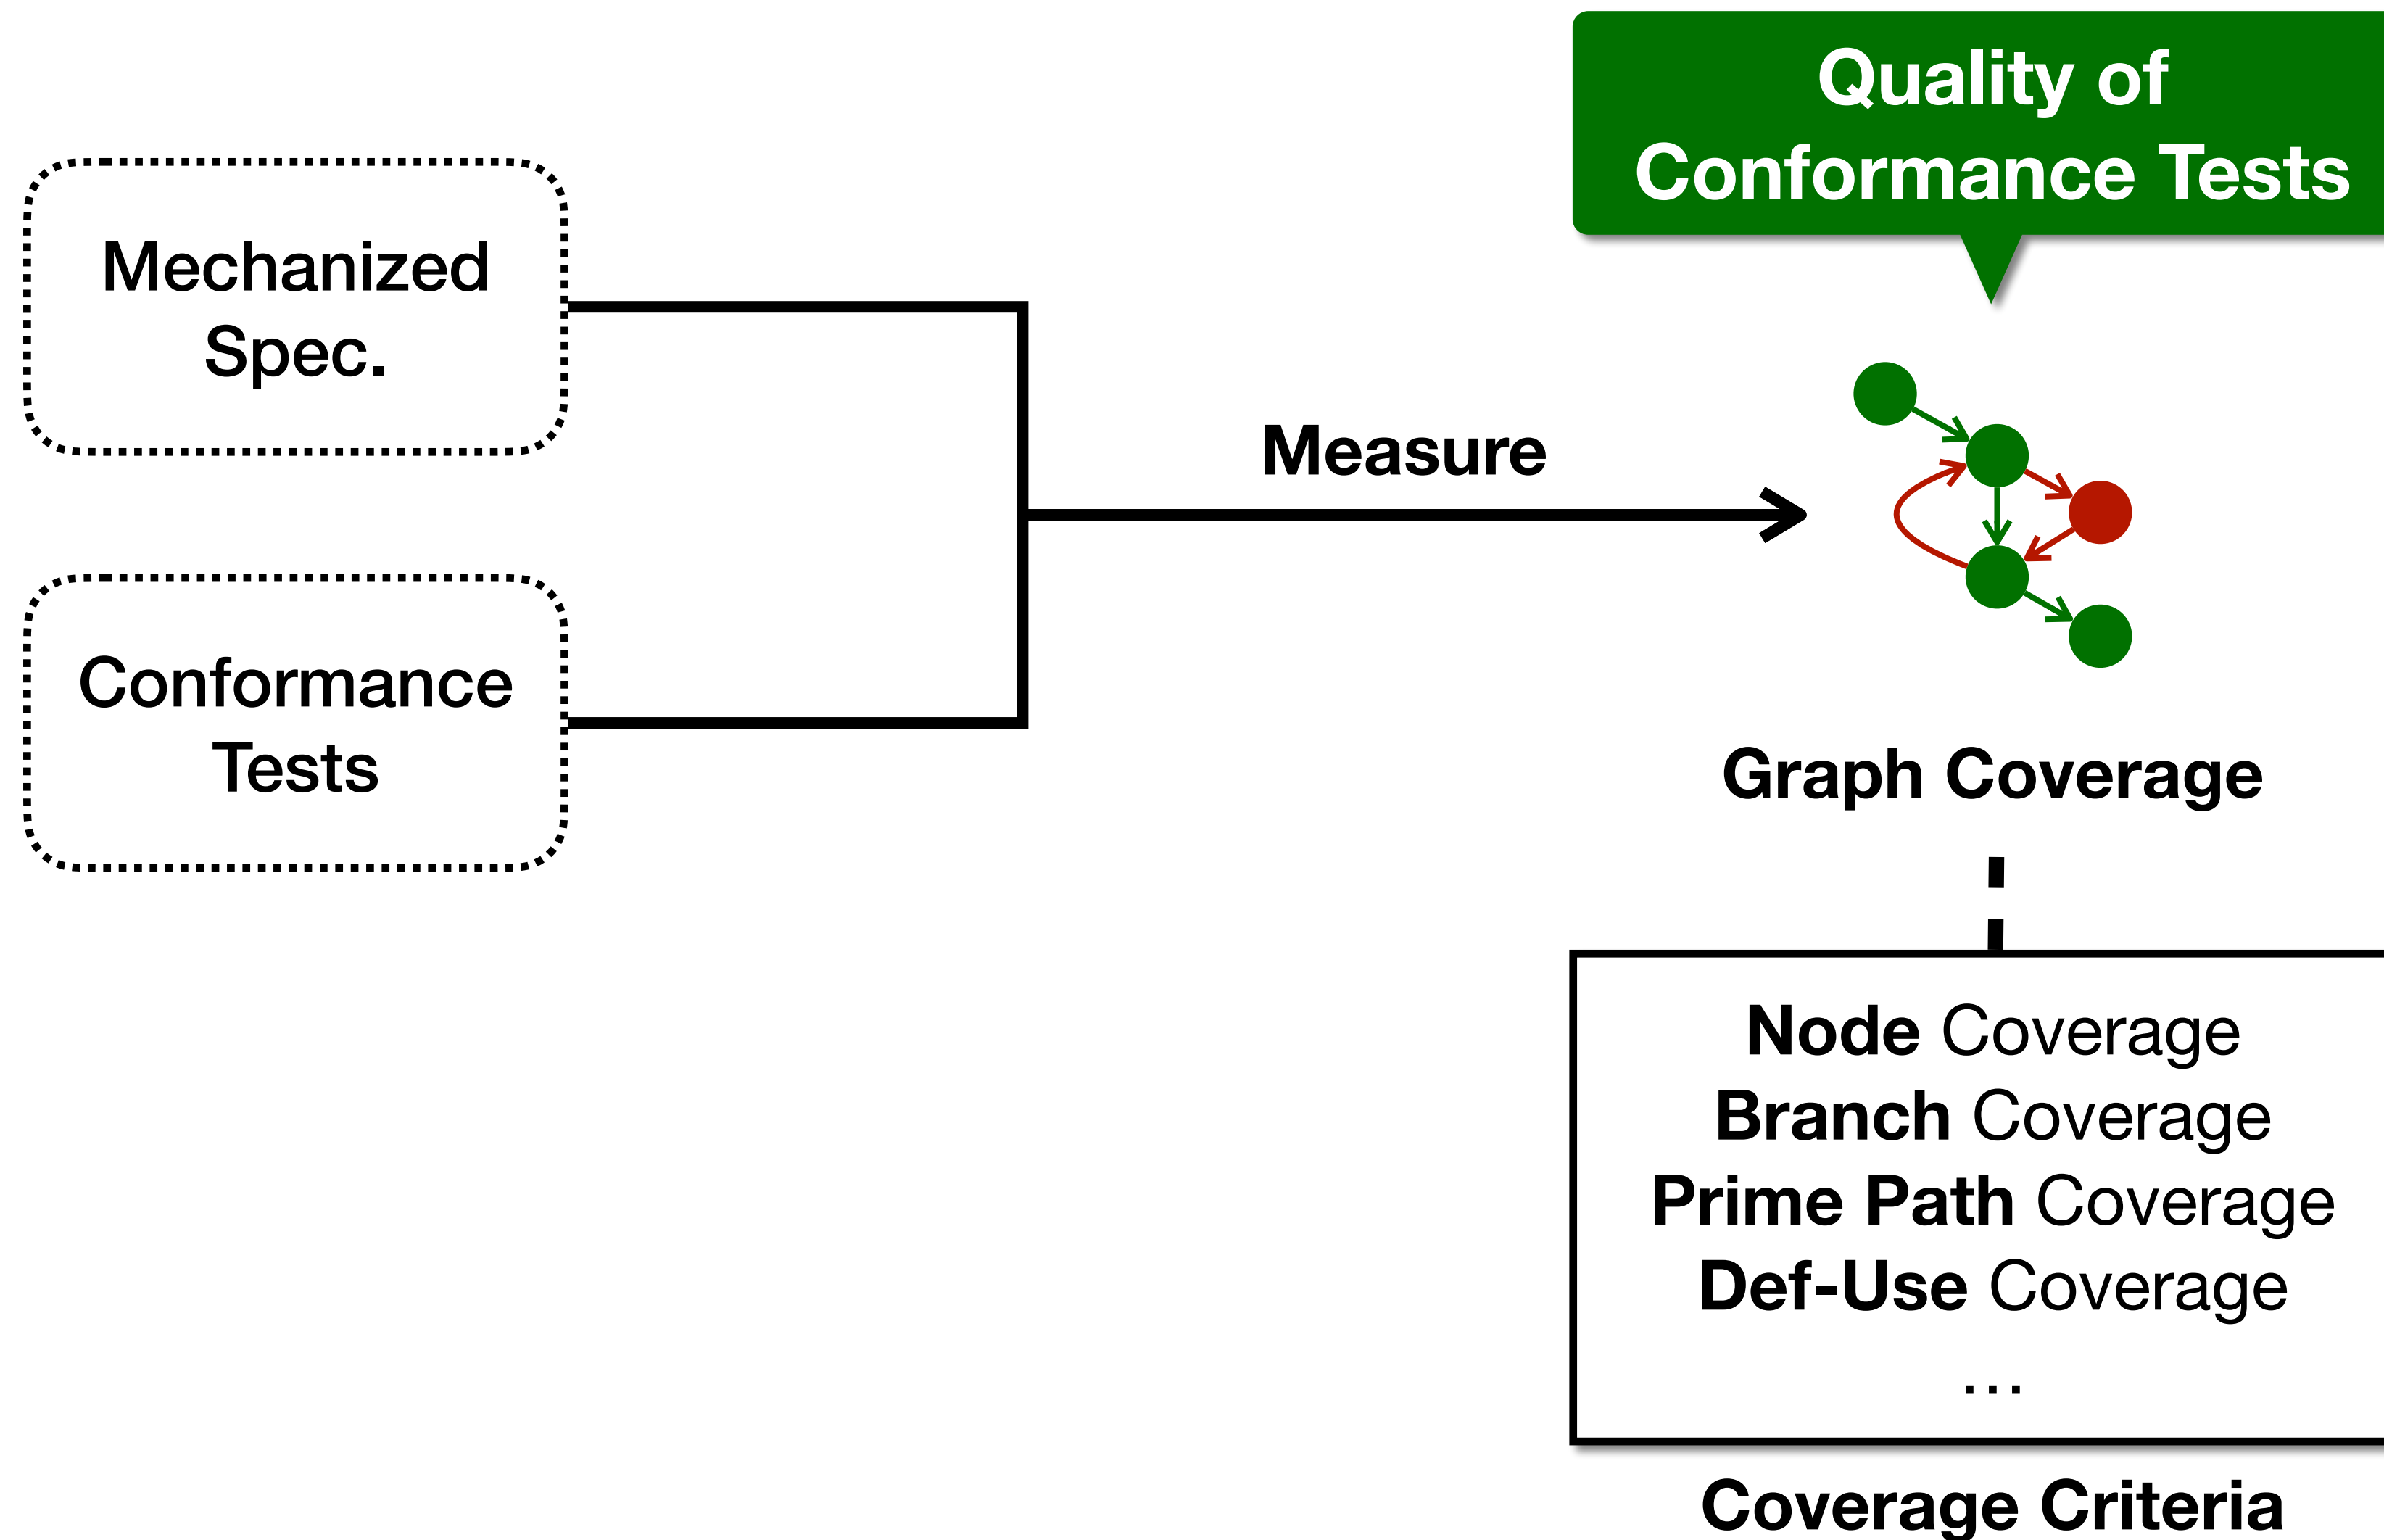 Quality of
Conformance Tests
Mechanized
Spec.
Measure
Conformance
Tests
Graph Coverage
Node Coverage
Branch Coverage
Prime Path Coverage
Def-Use Coverage
...
Coverage Criteria